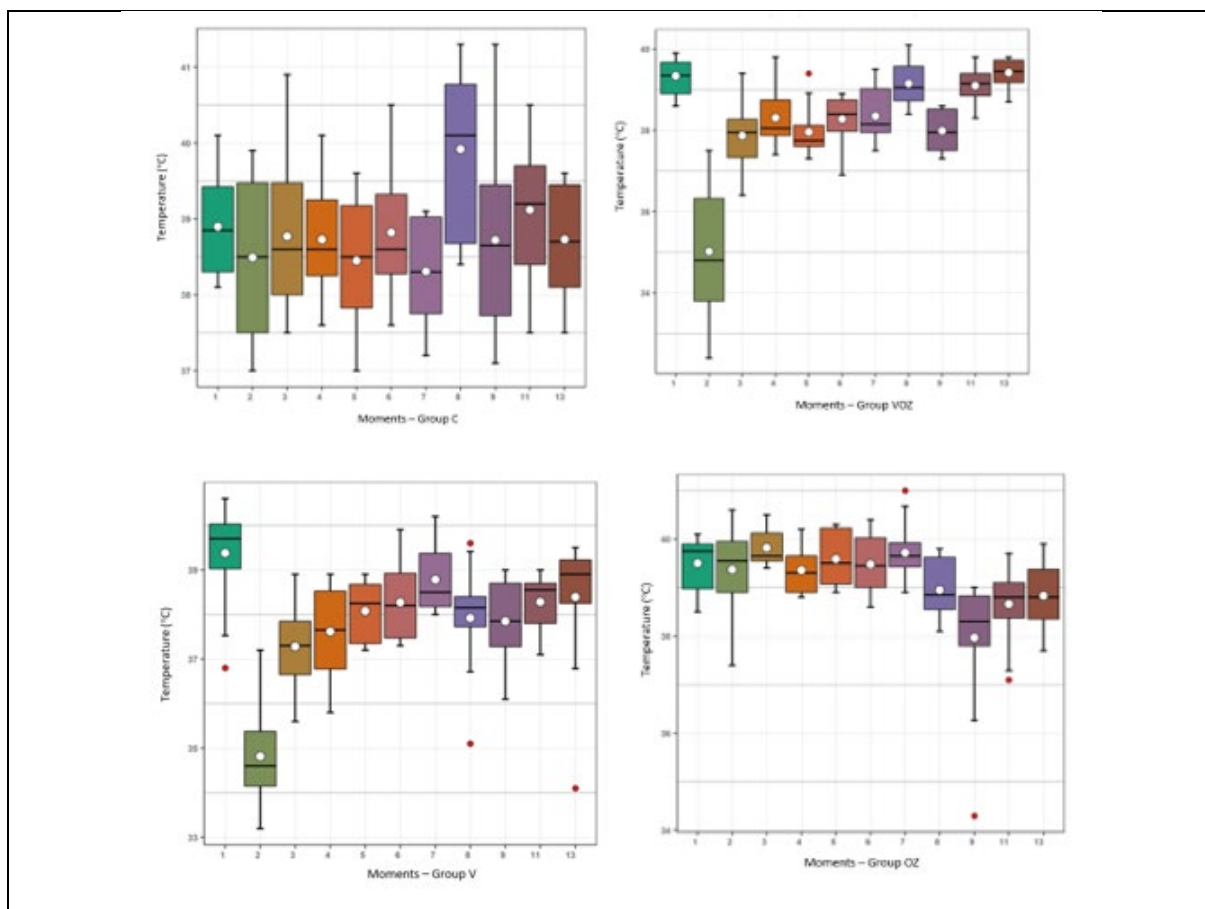 Temperature (°C)
41
40
39
38
37
1 2 3 4 5 6 7 8 9 11 13
Moments – Group C
Temperature (°C)
40
38
36
34
1 2 3 4 5 6 7 8 9 11 13
Moments – Group VOZ
Temperature (°C)
39
37
35
33
1 2 3 4 5 6 7 8 9 11 13
Moments – Group V
Temperature (°C)
40
38
36
34
1 2 3 4 5 6 7 8 9 11 13
Moments – Group OZ